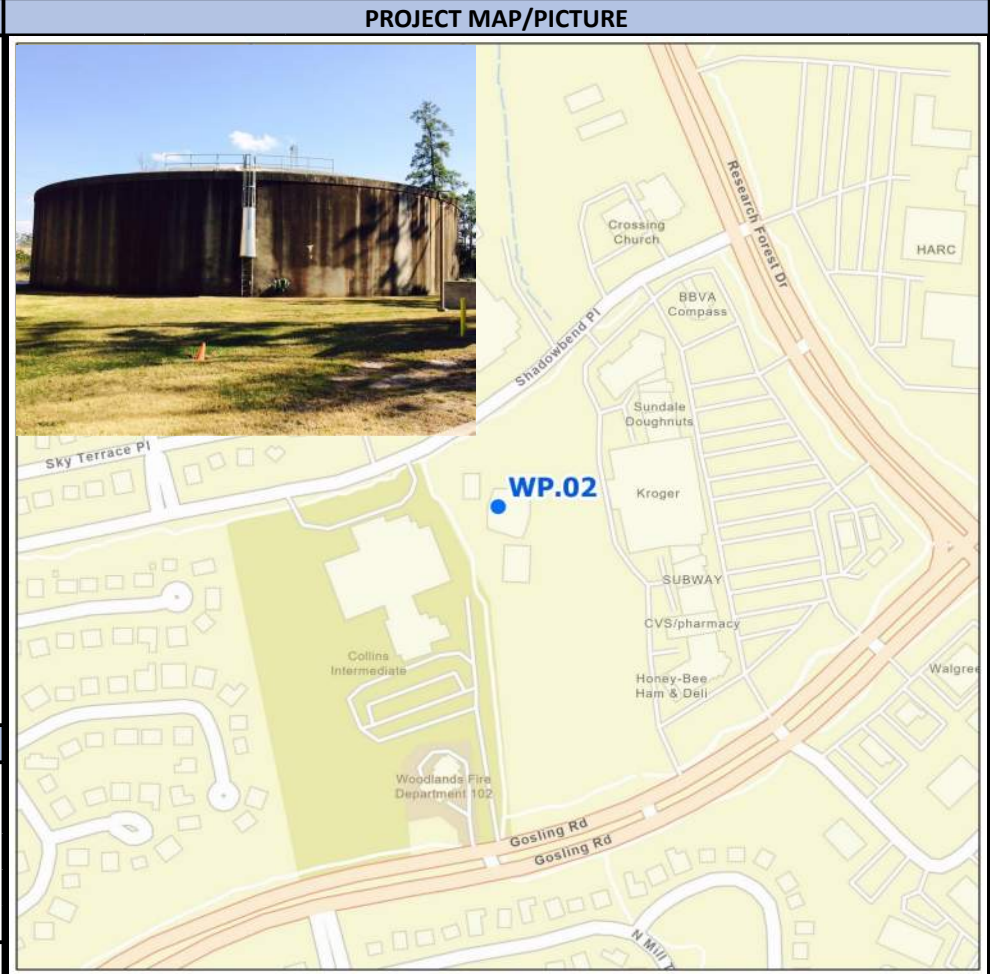 PROJECT MAP/PICTURE
Research Forest Dr
Crossing
Church
HARC
BBVA
Compass
Shadowbend Pl
Sundale
Doughnuts
Sky Terrace Pl
WP.02
Kroger
SUBWAY
CVS/pharmacy
Collins
Intermediate
Honey-Bee
Ham & Deli
Walgree
Woodlands Fire
Department 102
Gosling Rd
Gosling Rd
N Mill T